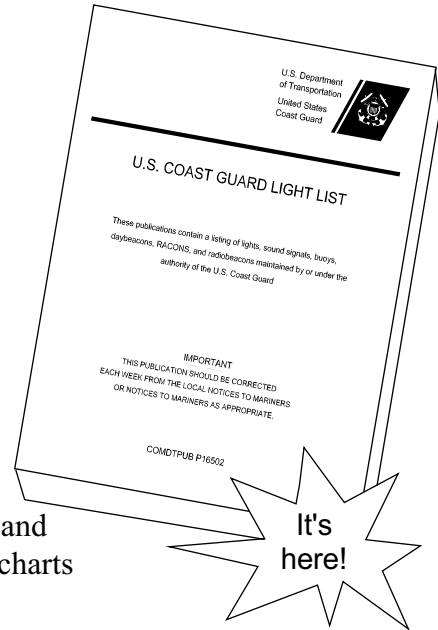 U.S. Department
of Transportation
United States
Coast Guard
U.S. COAST GUARD LIGHT LIST
These publications contain a listing of lights, sound signals, buoys,
daybeacons, RACONS, and radiobeacons maintained by or under the
authority of the U.S. Coast Guard
IMPORTANT
THIS PUBLICATION SHOULD BE CORRECTED
EACH WEEK FROM THE LOCAL NOTICES TO MARINERS
OR NOTICES TO MARINERS AS APPROPRIATE.
COMDTPUB P16502
and
charts
It's
here!